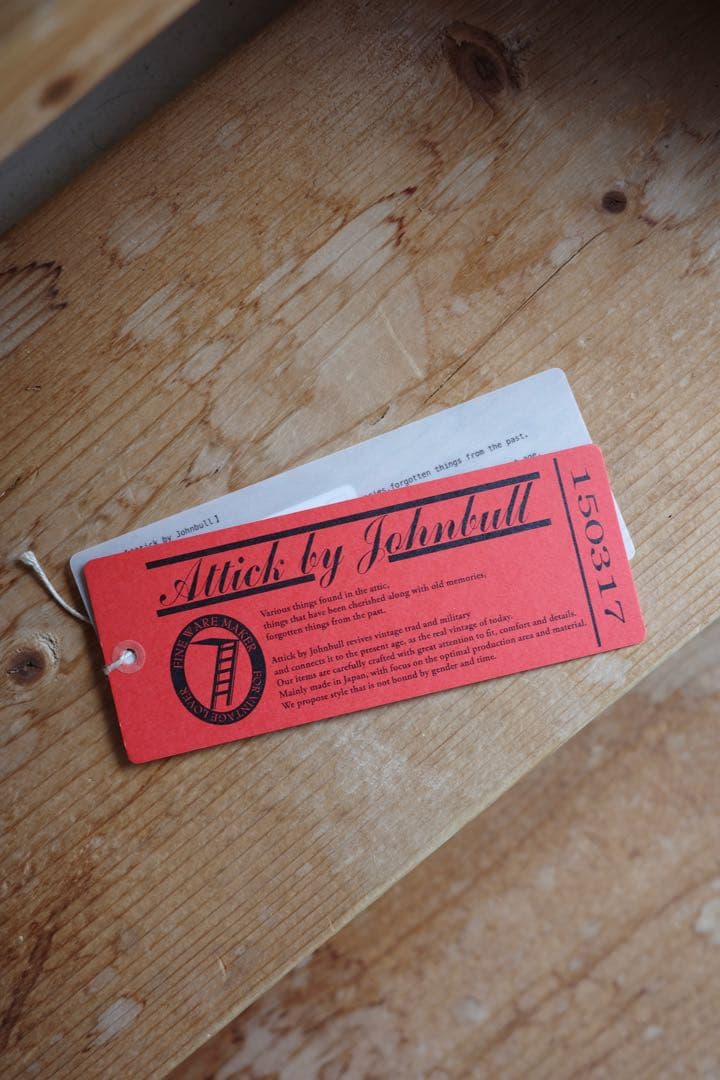 forgotten things from the past.
by Johnbull】
Attick by Johnbull
150317
FINE WARE MAKER
FOR VINTAGE LOVER
Various things found in the attic,
things that have been cherished along with old memories,
forgotten things from the past.
Attick by Johnbull revives vintage trad and military
and connects it to the present age, as the real vintage of today.
Our items are carefully crafted with great attention to fit, comfort and details.
Mainly made in Japan, with focus on the optimal production area and material.
We propose style that is not bound by gender and time.